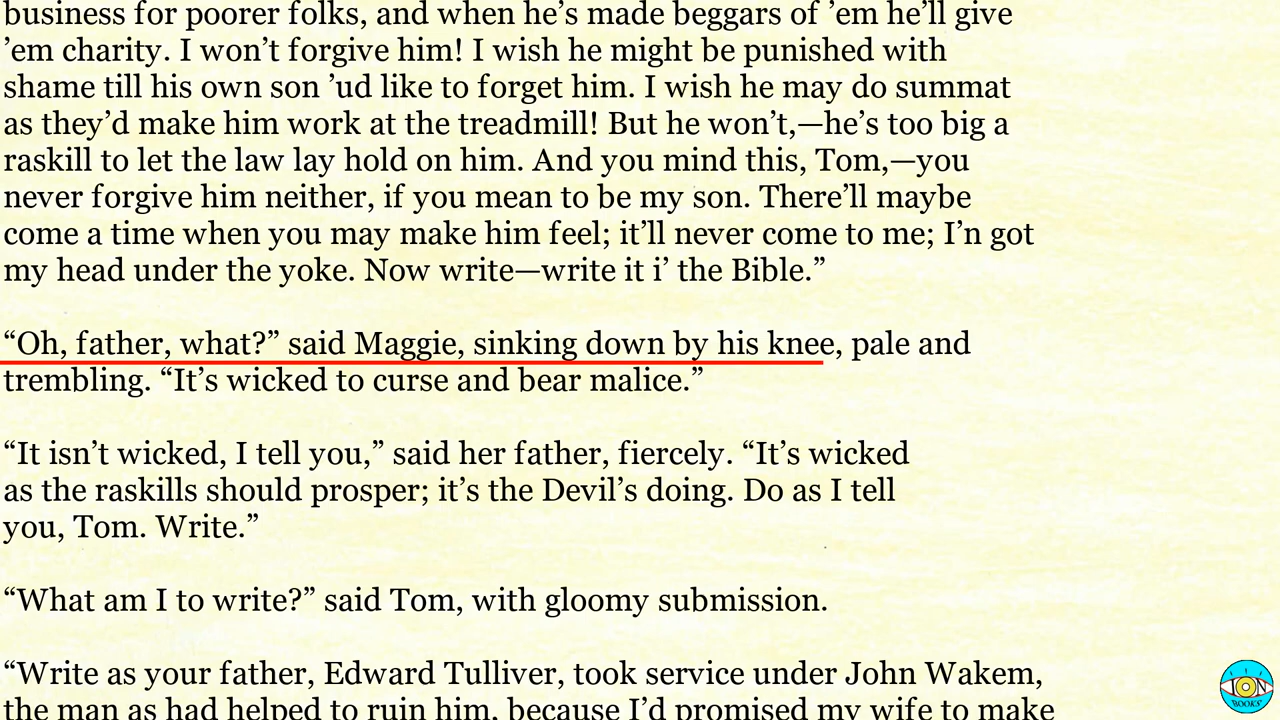 business for poorer folks, and when he’s made beggars of ’em he’ll give
’em charity. I won’t forgive him! I wish he might be punished with
shame till his own son ’ud like to forget him. I wish he may do summat
as they’d make him work at the treadmill! But he won’t,—he’s too big a
raskill to let the law lay hold on him. And you mind this, Tom,—you
never forgive him neither, if you mean to be my son. There’ll maybe
come a time when you may make him feel; it’ll never come to me; I’n got
my head under the yoke. Now write—write it i’ the Bible.”
“Oh, father, what?” said Maggie, sinking down by his knee, pale and
trembling. “It’s wicked to curse and bear malice.”
“It isn’t wicked, I tell you,” said her father, fiercely. “It’s wicked
as the raskills should prosper; it’s the Devil’s doing. Do as I tell
you, Tom. Write.”
“What am I to write?” said Tom, with gloomy submission.
“Write as your father, Edward Tulliver, took service under John Wakem,
the man as had helped to ruin him, because I’d promised my wife to make
ION
BOOKS